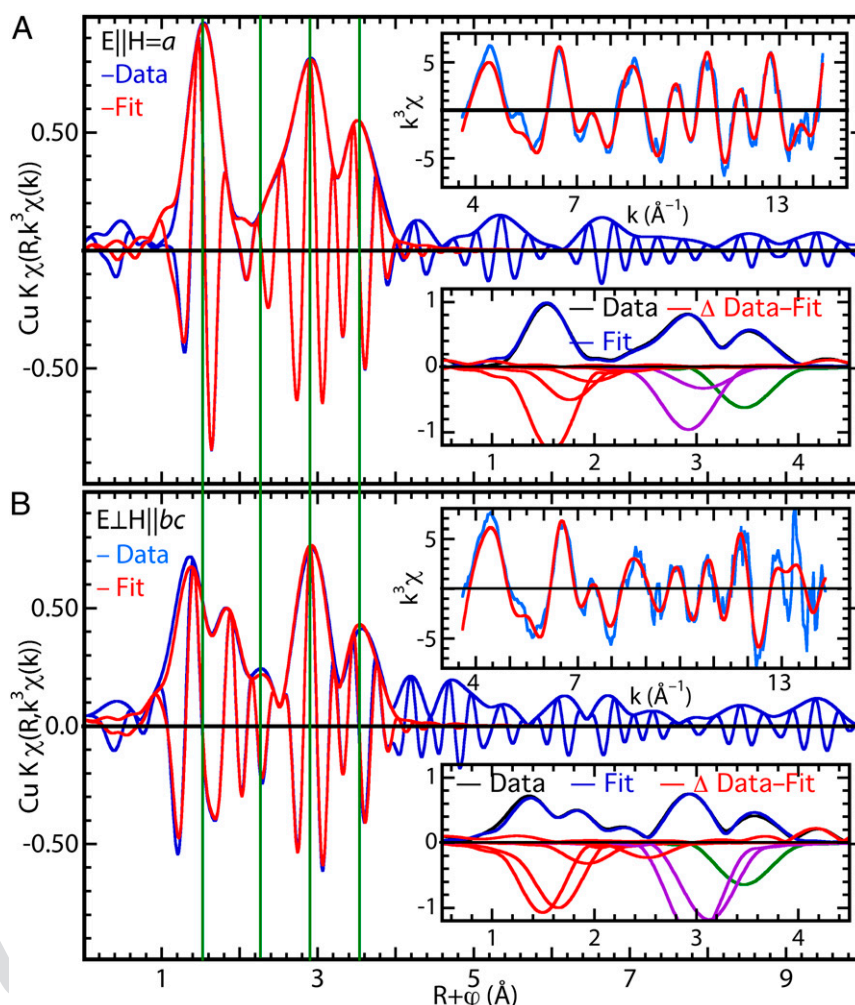 A
E||H=a
–Data
–Fit
0.50
-0.50
Cu K χ(R,k³χ(k))
5
-5
k³χ
4 7 k (Å⁻¹) 13
1
0
-1
– Data – Δ Data–Fit
– Fit
1 2 3 4
B
E⊥H||bc
– Data
– Fit
0.50
0.0
-0.50
Cu K χ(R,k³χ(k))
5
-5
k³χ
4 7 k (Å⁻¹) 13
1
0
-1
– Data – Fit – Δ Data–Fit
1 2 3 4
1 3 5 7 9
R+φ (Å)